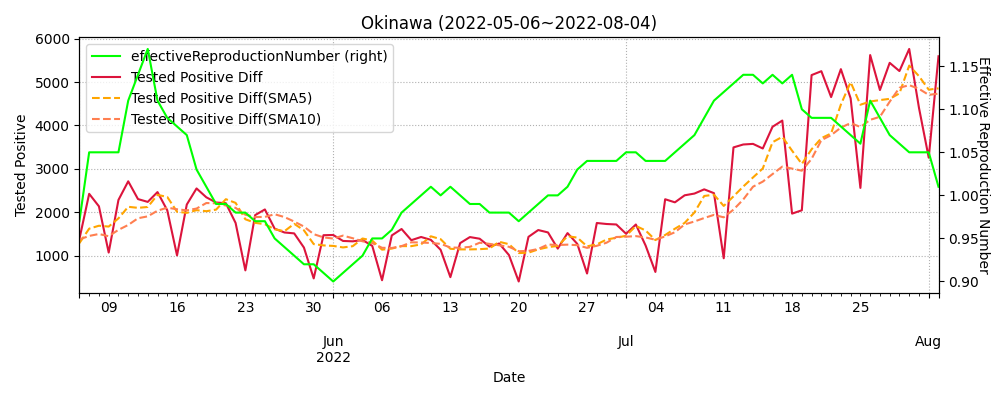 Okinawa (2022-05-06~2022-08-04)
effectiveReproductionNumber (right)
Tested Positive Diff
Tested Positive Diff(SMA5)
Tested Positive Diff(SMA10)
Tested Positive
6000
5000
4000
3000
2000
1000
1.15
1.10
1.05
1.00
0.95
0.90
Effective Reproduction Number
09 16 23 30 06 13 20 27 04 11 18 25
Jun Jul Aug
2022
Date